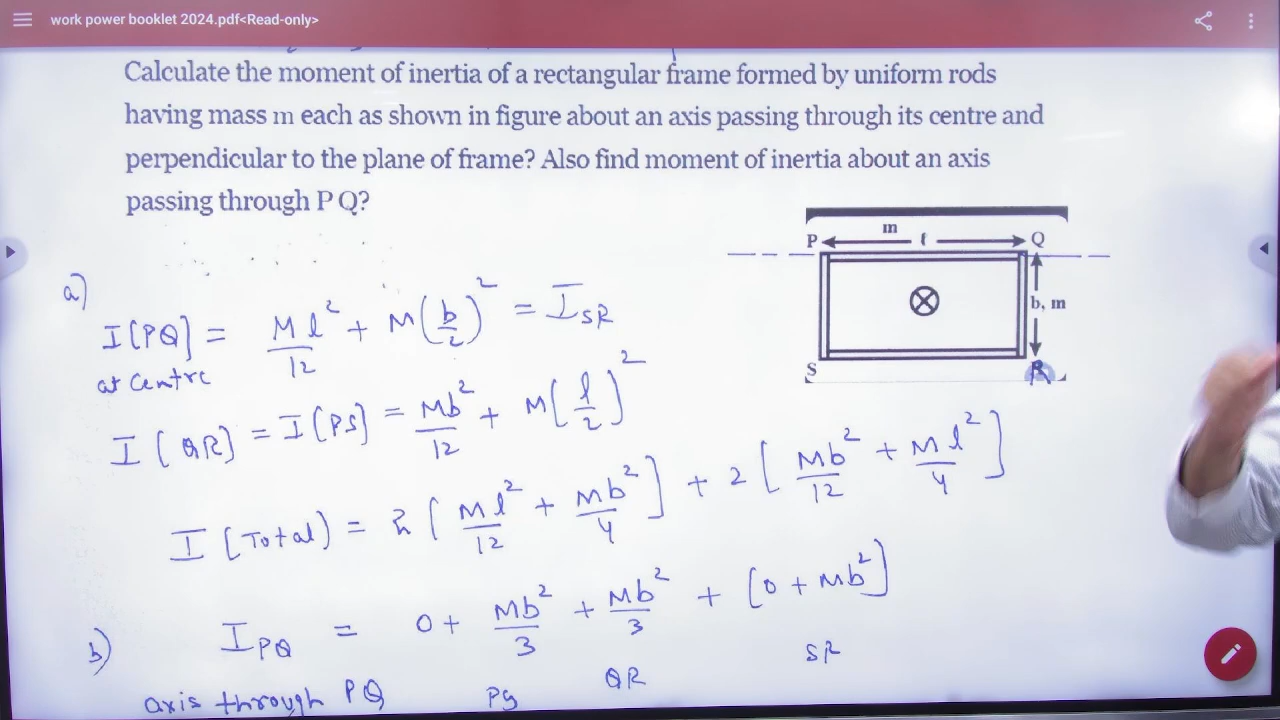 work power booklet 2024.pdf<Read-only>
Calculate the moment of inertia of a rectangular frame formed by uniform rods
having mass m each as shown in figure about an axis passing through its centre and
perpendicular to the plane of frame? Also find moment of inertia about an axis
passing through P Q?
P m ℓ Q
b, m
S R
a)
I[PQ] = Ml²/12 + M(b/2)² = I_SR
at centre
I[QR] = I[PS] = Mb²/12 + M(l/2)²
I[Total] = 2[Ml²/12 + Mb²/4] + 2[Mb²/12 + Ml²/4]
b) I_PQ = 0 + Mb²/3 + Mb²/3 + [0 + Mb²]
axis through PQ PS QR SR